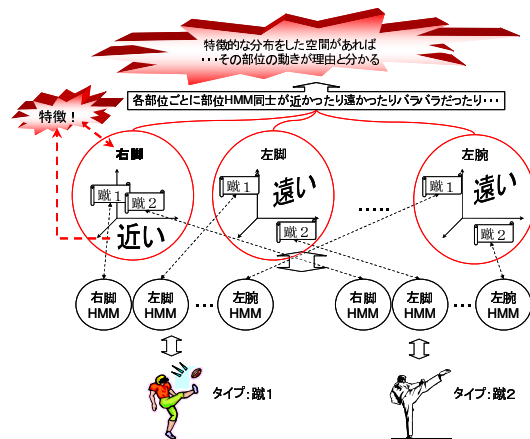 特徴的な分布をした空間があれば
・・・その部位の動きが理由と分かる
各部位ごとに部位HMM同士が近かったり遠かったりバラバラだったり・・・
特徴！
右脚
左脚
左腕
蹴1
蹴2
近い
蹴1
遠い
蹴2
・・・・・
蹴1
遠い
蹴2
右脚
HMM
左脚
HMM
・・・
左腕
HMM
右脚
HMM
左脚
HMM
・・・
左腕
HMM
タイプ：蹴1
タイプ：蹴2